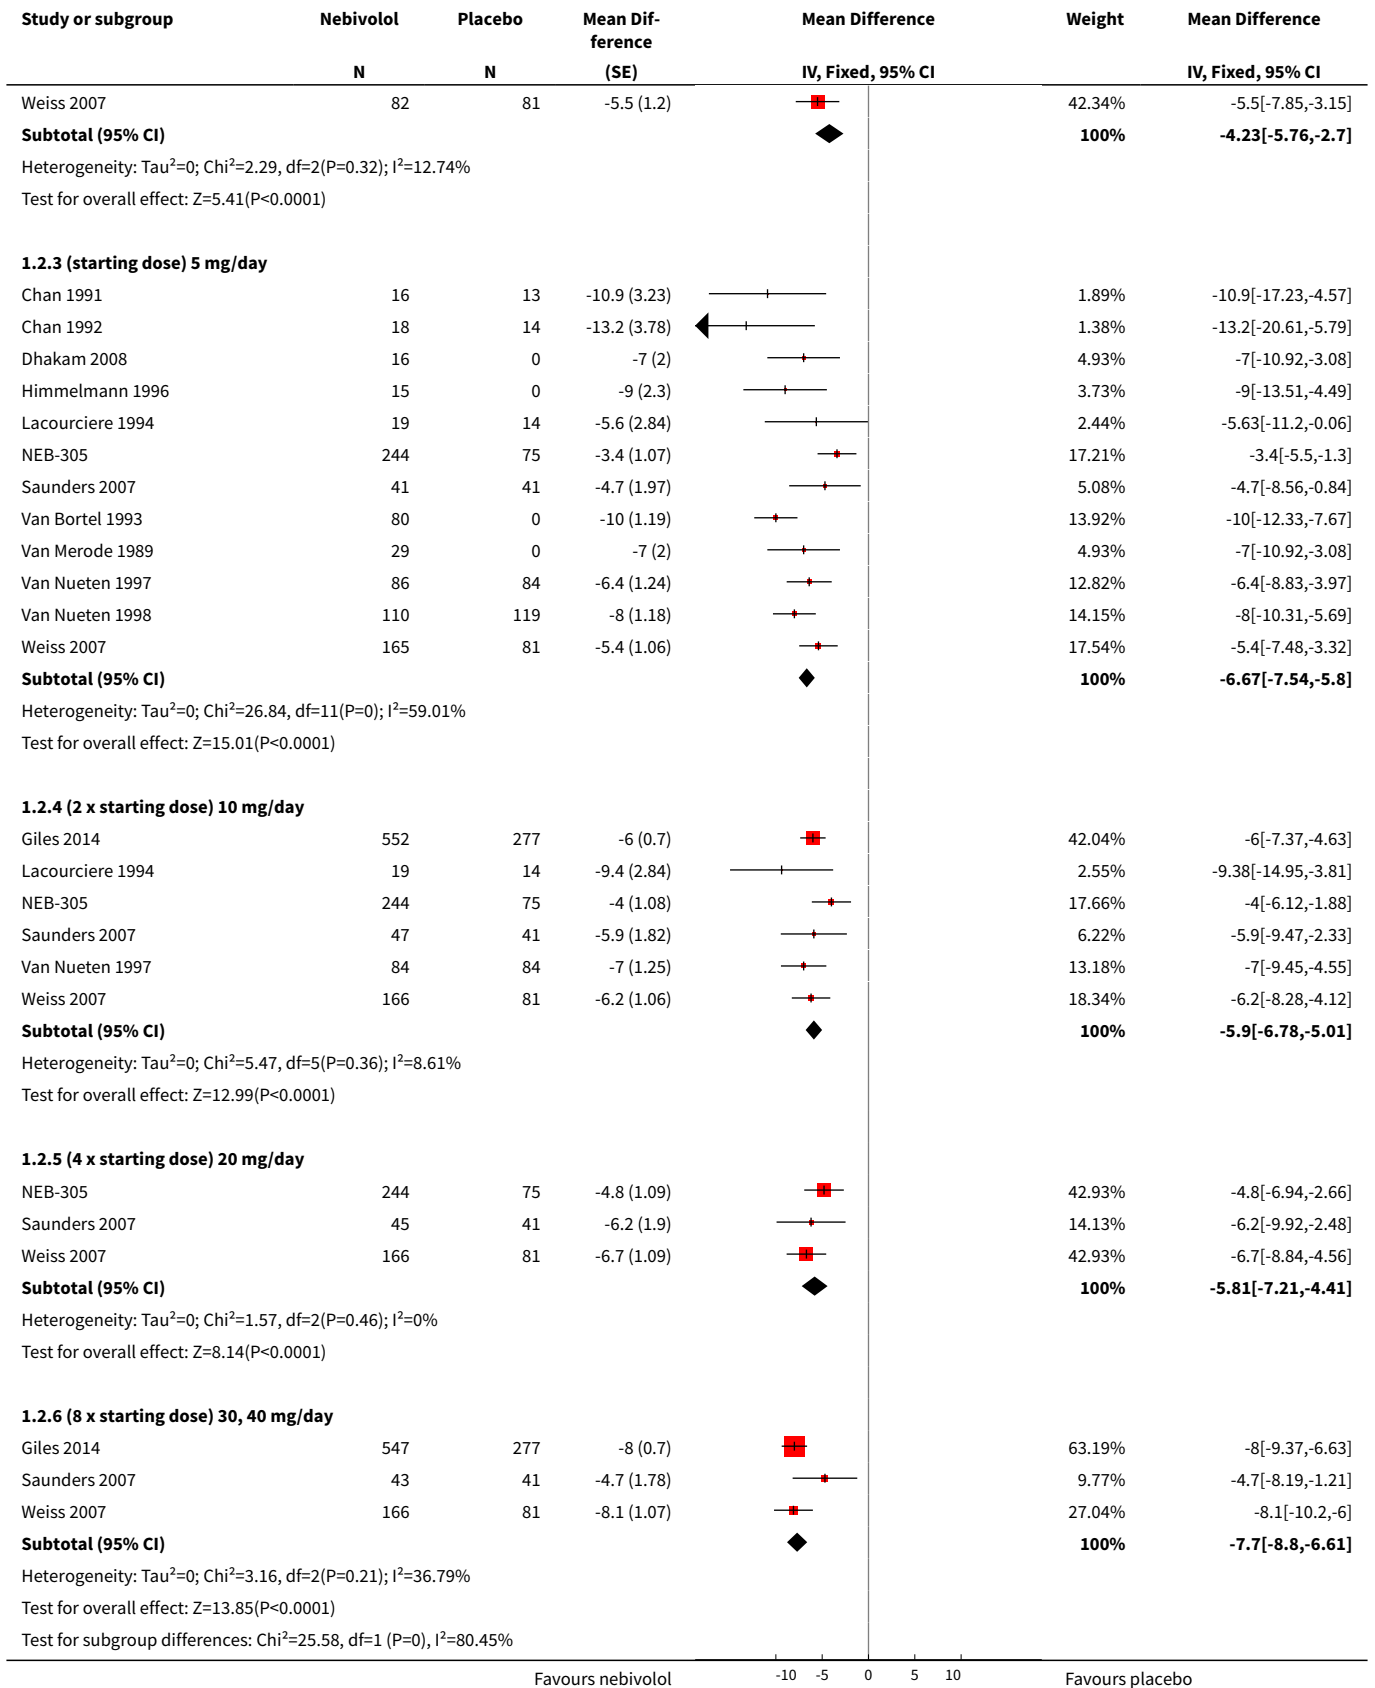 Study or subgroup Nebivolol Placebo Mean Dif- Mean Difference Weight Mean Difference
ference
N N (SE) IV, Fixed, 95% CI IV, Fixed, 95% CI
Weiss 2007 82 81 -5.5 (1.2) 42.34% -5.5[-7.85,-3.15]
Subtotal (95% CI) 100% -4.23[-5.76,-2.7]
Heterogeneity: Tau²=0; Chi²=2.29, df=2(P=0.32); I²=12.74%
Test for overall effect: Z=5.41(P<0.0001)
1.2.3 (starting dose) 5 mg/day
Chan 1991 16 13 -10.9 (3.23) 1.89% -10.9[-17.23,-4.57]
Chan 1992 18 14 -13.2 (3.78) 1.38% -13.2[-20.61,-5.79]
Dhakam 2008 16 0 -7 (2) 4.93% -7[-10.92,-3.08]
Himmelmann 1996 15 0 -9 (2.3) 3.73% -9[-13.51,-4.49]
Lacourciere 1994 19 14 -5.6 (2.84) 2.44% -5.63[-11.2,-0.06]
NEB-305 244 75 -3.4 (1.07) 17.21% -3.4[-5.5,-1.3]
Saunders 2007 41 41 -4.7 (1.97) 5.08% -4.7[-8.56,-0.84]
Van Bortel 1993 80 0 -10 (1.19) 13.92% -10[-12.33,-7.67]
Van Merode 1989 29 0 -7 (2) 4.93% -7[-10.92,-3.08]
Van Nueten 1997 86 84 -6.4 (1.24) 12.82% -6.4[-8.83,-3.97]
Van Nueten 1998 110 119 -8 (1.18) 14.15% -8[-10.31,-5.69]
Weiss 2007 165 81 -5.4 (1.06) 17.54% -5.4[-7.48,-3.32]
Subtotal (95% CI) 100% -6.67[-7.54,-5.8]
Heterogeneity: Tau²=0; Chi²=26.84, df=11(P=0); I²=59.01%
Test for overall effect: Z=15.01(P<0.0001)
1.2.4 (2 x starting dose) 10 mg/day
Giles 2014 552 277 -6 (0.7) 42.04% -6[-7.37,-4.63]
Lacourciere 1994 19 14 -9.4 (2.84) 2.55% -9.38[-14.95,-3.81]
NEB-305 244 75 -4 (1.08) 17.66% -4[-6.12,-1.88]
Saunders 2007 47 41 -5.9 (1.82) 6.22% -5.9[-9.47,-2.33]
Van Nueten 1997 84 84 -7 (1.25) 13.18% -7[-9.45,-4.55]
Weiss 2007 166 81 -6.2 (1.06) 18.34% -6.2[-8.28,-4.12]
Subtotal (95% CI) 100% -5.9[-6.78,-5.01]
Heterogeneity: Tau²=0; Chi²=5.47, df=5(P=0.36); I²=8.61%
Test for overall effect: Z=12.99(P<0.0001)
1.2.5 (4 x starting dose) 20 mg/day
NEB-305 244 75 -4.8 (1.09) 42.93% -4.8[-6.94,-2.66]
Saunders 2007 45 41 -6.2 (1.9) 14.13% -6.2[-9.92,-2.48]
Weiss 2007 166 81 -6.7 (1.09) 42.93% -6.7[-8.84,-4.56]
Subtotal (95% CI) 100% -5.81[-7.21,-4.41]
Heterogeneity: Tau²=0; Chi²=1.57, df=2(P=0.46); I²=0%
Test for overall effect: Z=8.14(P<0.0001)
1.2.6 (8 x starting dose) 30, 40 mg/day
Giles 2014 547 277 -8 (0.7) 63.19% -8[-9.37,-6.63]
Saunders 2007 43 41 -4.7 (1.78) 9.77% -4.7[-8.19,-1.21]
Weiss 2007 166 81 -8.1 (1.07) 27.04% -8.1[-10.2,-6]
Subtotal (95% CI) 100% -7.7[-8.8,-6.61]
Heterogeneity: Tau²=0; Chi²=3.16, df=2(P=0.21); I²=36.79%
Test for overall effect: Z=13.85(P<0.0001)
Test for subgroup differences: Chi²=25.58, df=1 (P=0), I²=80.45%
Favours nebivolol -10 -5 0 5 10 Favours placebo